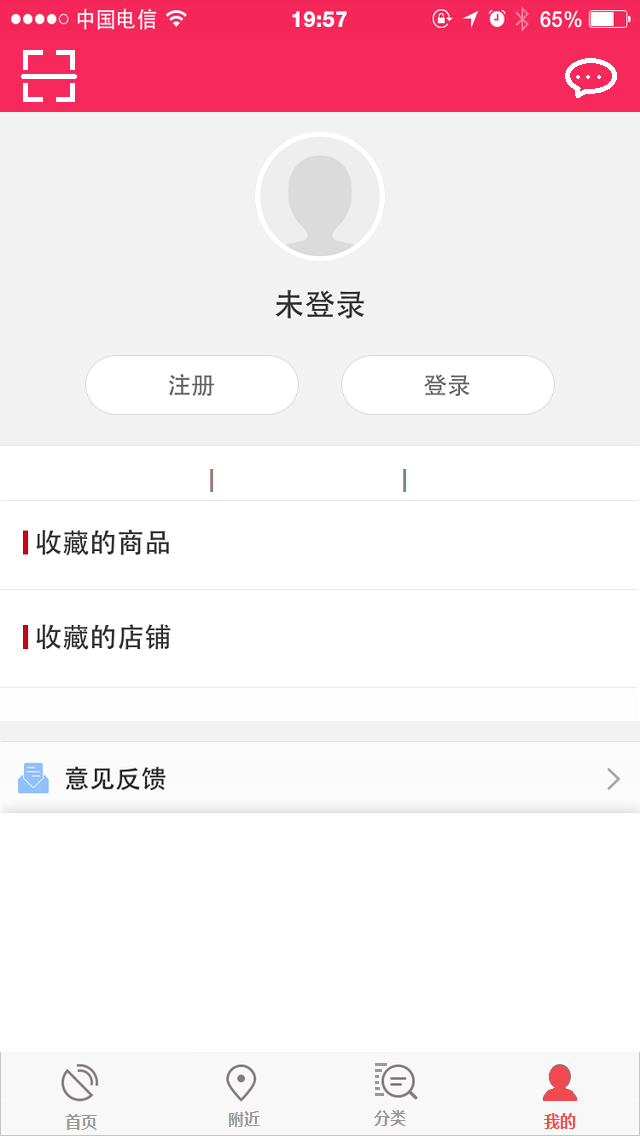 中国电信 19:57 65%
未登录
注册 登录
| |
收藏的商品
收藏的店铺
意见反馈
首页 附近 分类 我的